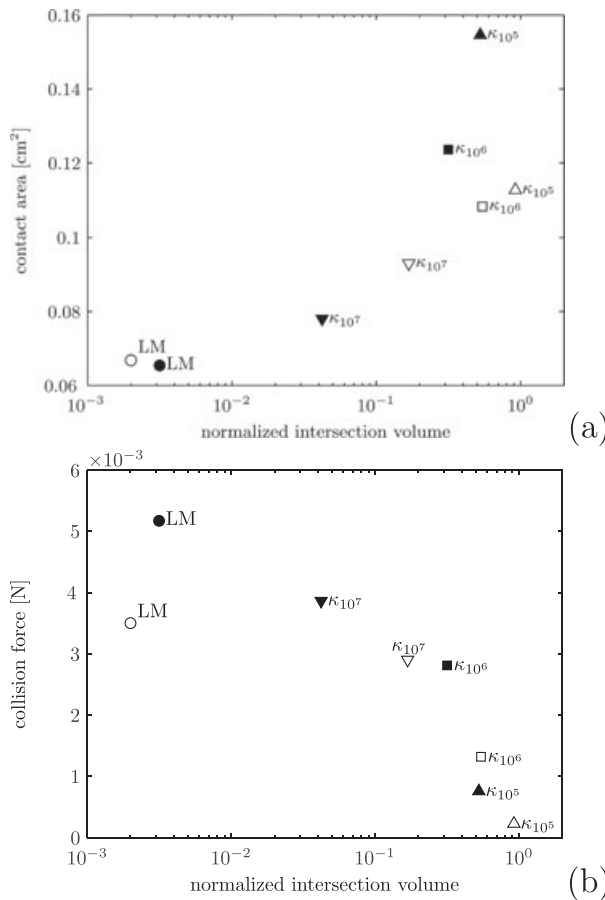 0.16
0.14
0.12
0.1
0.08
0.06
contact area [cm²]
▲κ₁₀⁵
■κ₁₀⁶
△κ₁₀⁵
□κ₁₀⁶
▽κ₁₀⁷
▼κ₁₀⁷
○ LM
● LM
10⁻³ 10⁻² 10⁻¹ 10⁰
normalized intersection volume
(a)
×10⁻³
6
5
4
3
2
1
0
collision force [N]
●LM
○ LM
▼κ₁₀⁷
κ₁₀⁷
▽
■κ₁₀⁶
□κ₁₀⁶
▲κ₁₀⁵
△κ₁₀⁵
10⁻³ 10⁻² 10⁻¹ 10⁰
normalized intersection volume
(b)